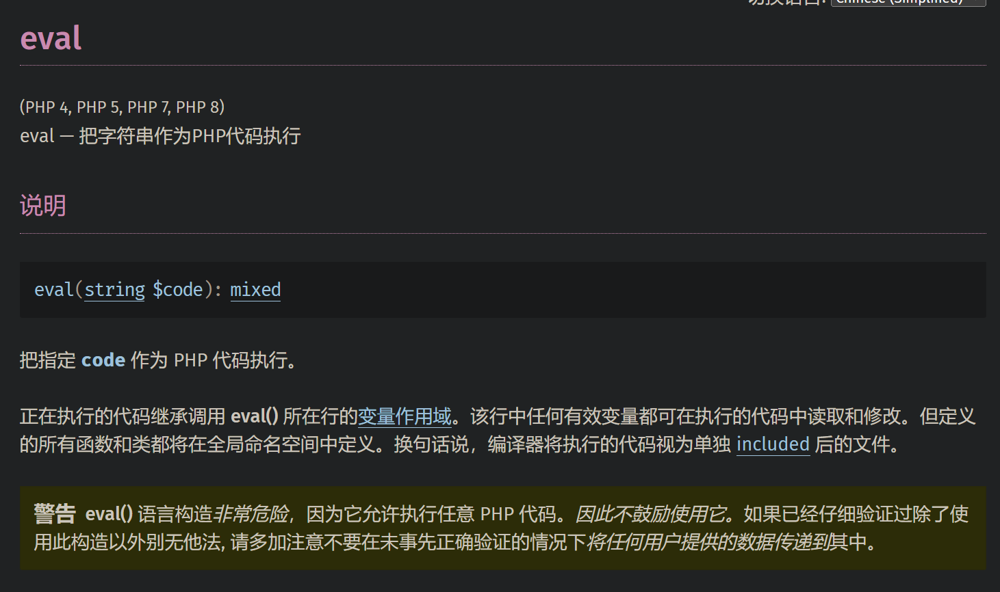 切换语言: Chinese (Simplified)
eval
(PHP 4, PHP 5, PHP 7, PHP 8)
eval — 把字符串作为PHP代码执行
说明
eval(string $code): mixed
把指定 code 作为 PHP 代码执行。
正在执行的代码继承调用 eval() 所在行的变量作用域。该行中任何有效变量都可在执行的代码中读取和修改。但定义
的所有函数和类都将在全局命名空间中定义。换句话说，编译器将执行的代码视为单独 included 后的文件。
警告 eval() 语言构造非常危险，因为它允许执行任意 PHP 代码。因此不鼓励使用它。如果已经仔细验证过除了使
用此构造以外别无他法, 请多加注意不要在未事先正确验证的情况下将任何用户提供的数据传递到其中。